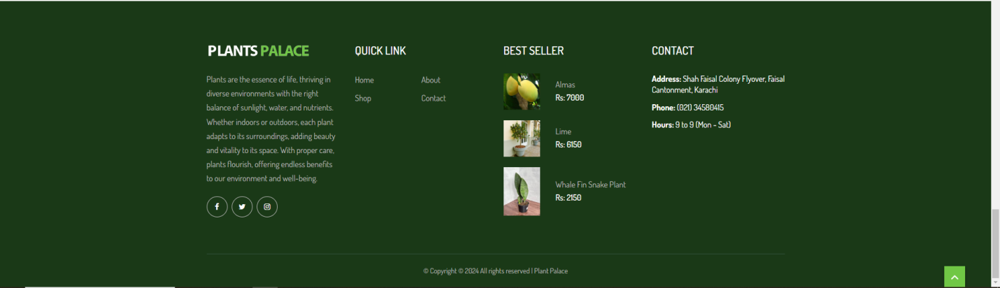 PLANTS PALACE
Plants are the essence of life, thriving in
diverse environments with the right
balance of sunlight, water, and nutrients.
Whether indoors or outdoors, each plant
adapts to its surroundings, adding beauty
and vitality to its space. With proper care,
plants flourish, offering endless benefits
to our environment and well-being.
QUICK LINK
Home
About
Shop
Contact
BEST SELLER
Almas
Rs: 7000
Lime
Rs: 6150
Whale Fin Snake Plant
Rs: 2150
CONTACT
Address: Shah Faisal Colony Flyover, Faisal
Cantonment, Karachi
Phone: (021) 34580415
Hours: 9 to 9 (Mon - Sat)
© Copyright © 2024 All rights reserved | Plant Palace